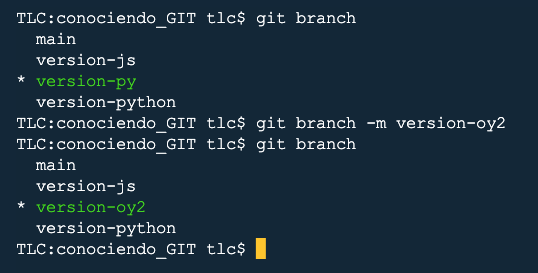 TLC:conociendo_GIT tlc$ git branch
  main
  version-js
* version-py
  version-python
TLC:conociendo_GIT tlc$ git branch -m version-oy2
TLC:conociendo_GIT tlc$ git branch
  main
  version-js
* version-oy2
  version-python
TLC:conociendo_GIT tlc$